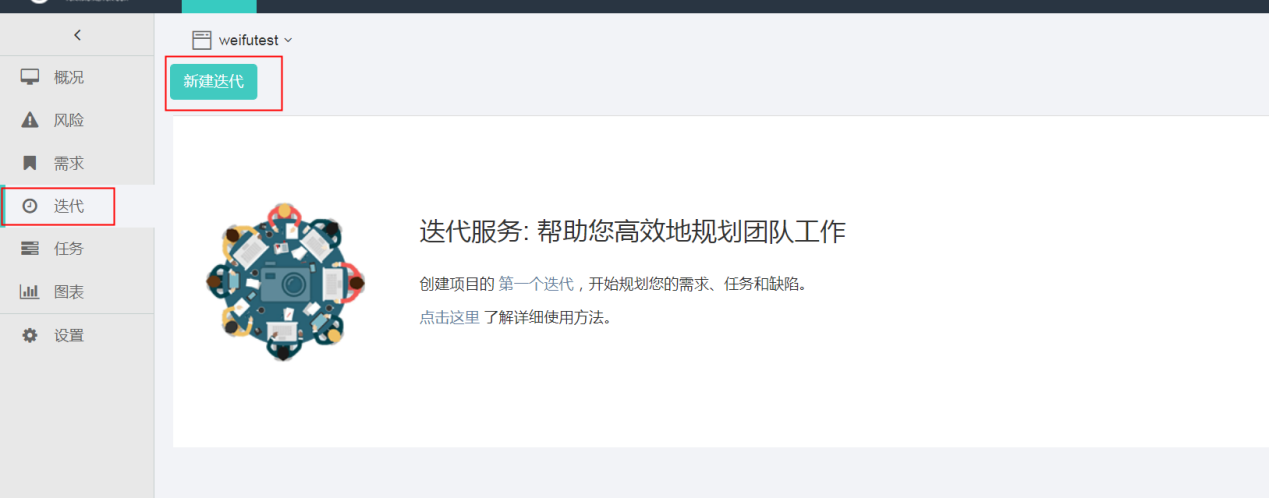 weifutest
新建迭代
概况
风险
需求
迭代
任务
图表
设置
迭代服务: 帮助您高效地规划团队工作
创建项目的 第一个迭代，开始规划您的需求、任务和缺陷。
点击这里 了解详细使用方法。